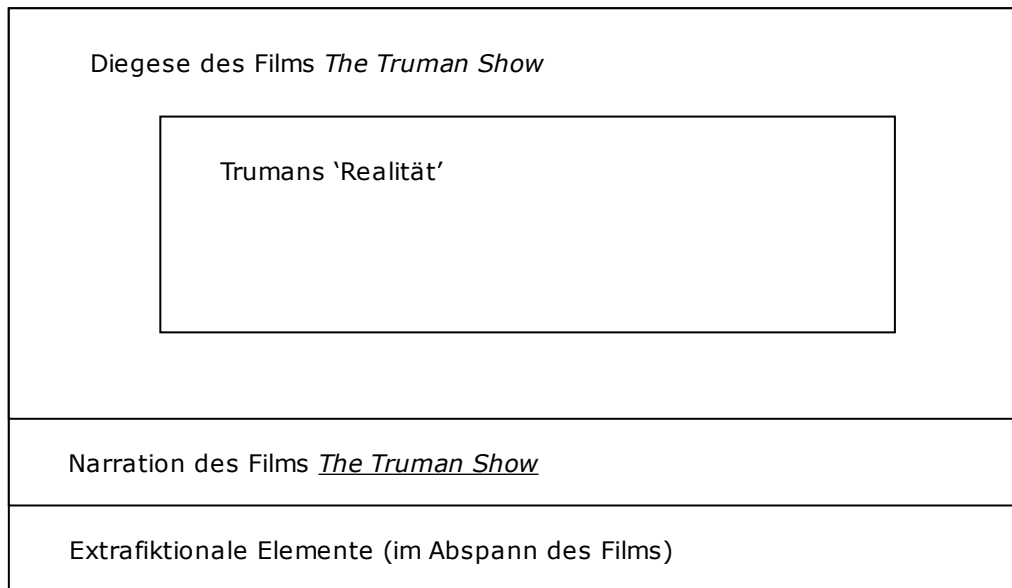 Diegese des Films The Truman Show
Trumans ‘Realität’
Narration des Films The Truman Show
Extrafiktionale Elemente (im Abspann des Films)